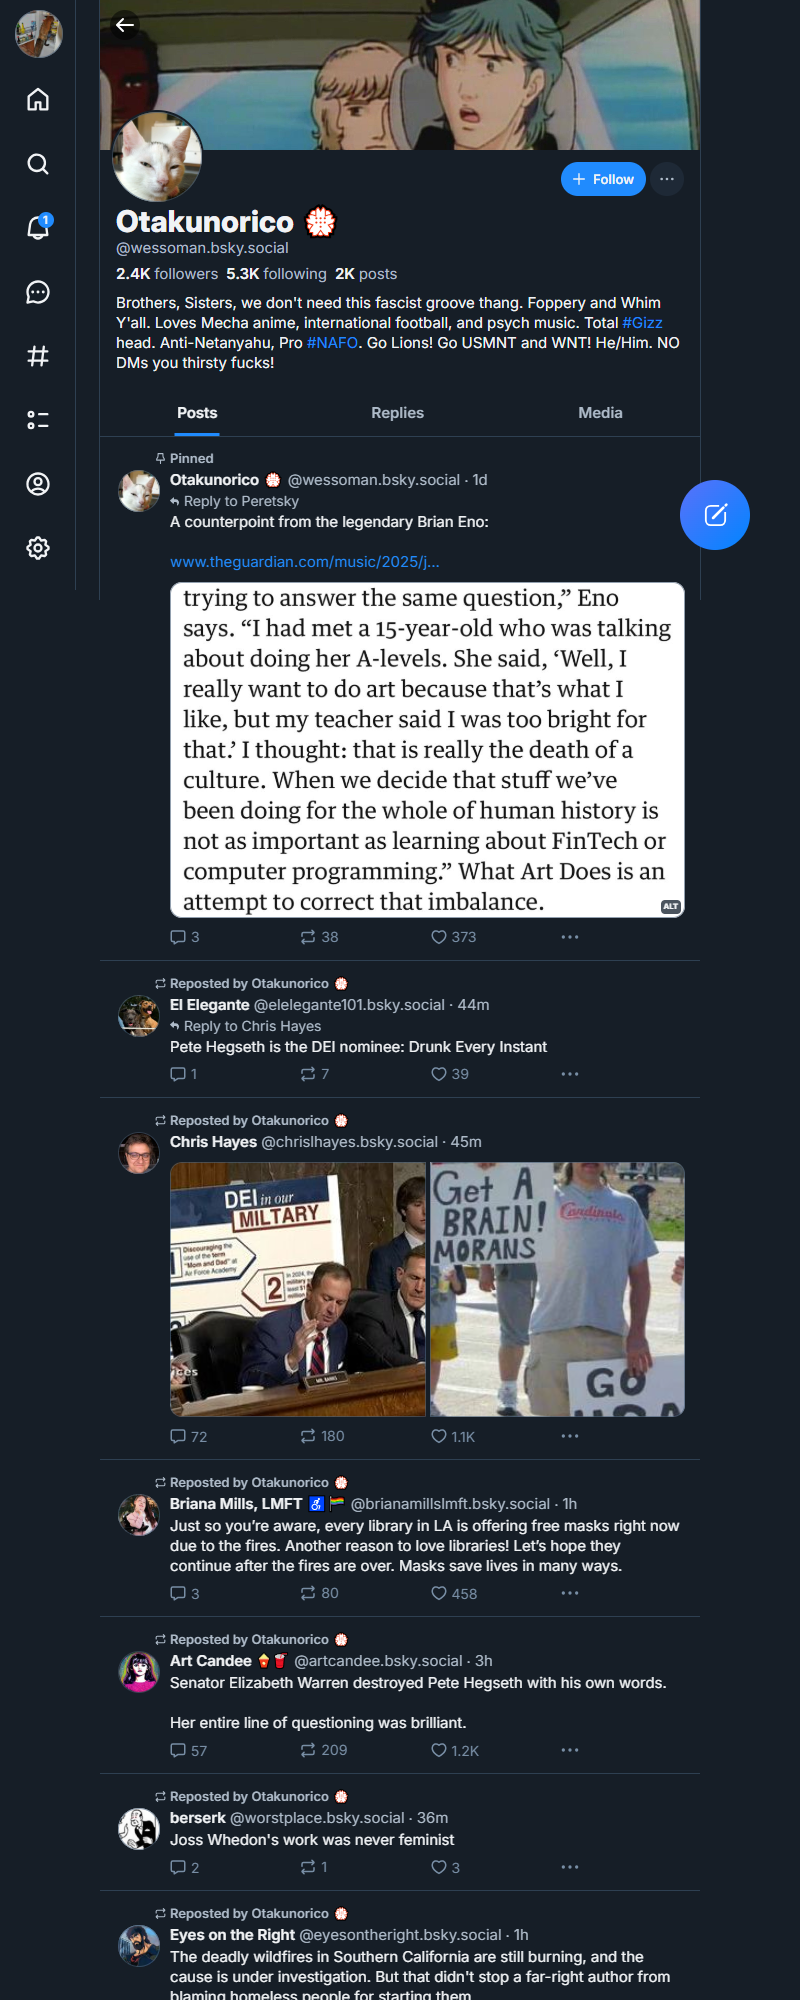 1
+ Follow
Otakunorico
@wessoman.bsky.social
2.4K followers 5.3K following 2K posts
Brothers, Sisters, we don't need this fascist groove thang. Foppery and Whim
Y'all. Loves Mecha anime, international football, and psych music. Total #Gizz
head. Anti-Netanyahu, Pro #NAFO. Go Lions! Go USMNT and WNT! He/Him. NO
DMs you thirsty fucks!
Posts Replies Media
Pinned
Otakunorico @wessoman.bsky.social · 1d
Reply to Peretsky
A counterpoint from the legendary Brian Eno:
www.theguardian.com/music/2025/j...
trying to answer the same question,” Eno
says. “I had met a 15-year-old who was talking
about doing her A-levels. She said, ‘Well, I
really want to do art because that’s what I
like, but my teacher said I was too bright for
that.’ I thought: that is really the death of a
culture. When we decide that stuff we’ve
been doing for the whole of human history is
not as important as learning about FinTech or
computer programming.” What Art Does is an
attempt to correct that imbalance.
ALT
3 38 373
Reposted by Otakunorico
El Elegante @elelegante101.bsky.social · 44m
Reply to Chris Hayes
Pete Hegseth is the DEI nominee: Drunk Every Instant
1 7 39
Reposted by Otakunorico
Chris Hayes @chrislhayes.bsky.social · 45m
DEI in our
MILTARY
1
Discouraging the
use of the term
"Mom and Dad" at
Air Force Academy
2
In 2024, the
military
MR. BANKS
Get A
BRAIN!
MORANS
Cardinals
GO
USA
72 180 1.1K
Reposted by Otakunorico
Briana Mills, LMFT @brianamillslmft.bsky.social · 1h
Just so you’re aware, every library in LA is offering free masks right now
due to the fires. Another reason to love libraries! Let’s hope they
continue after the fires are over. Masks save lives in many ways.
3 80 458
Reposted by Otakunorico
Art Candee @artcandee.bsky.social · 3h
Senator Elizabeth Warren destroyed Pete Hegseth with his own words.
Her entire line of questioning was brilliant.
57 209 1.2K
Reposted by Otakunorico
berserk @worstplace.bsky.social · 36m
Joss Whedon's work was never feminist
2 1 3
Reposted by Otakunorico
Eyes on the Right @eyesontheright.bsky.social · 1h
The deadly wildfires in Southern California are still burning, and the
cause is under investigation. But that didn't stop a far-right author from
blaming homeless people for starting them.